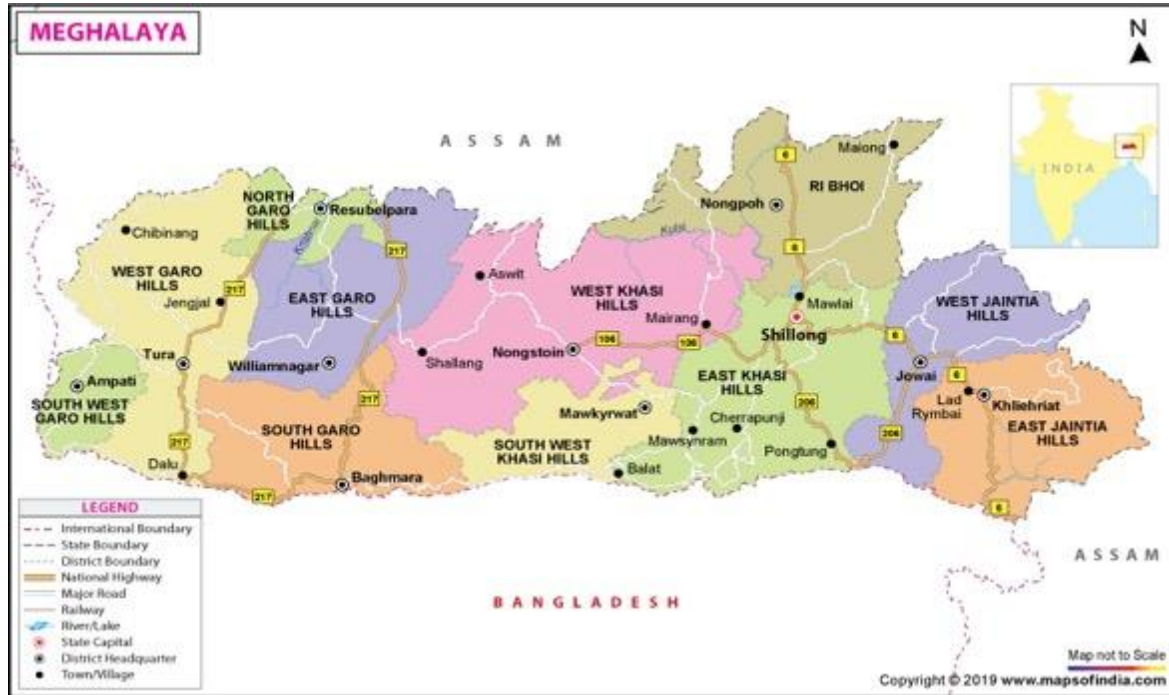 MEGHALAYA
N
ASSAM
INDIA
Maiong
6
RI BHOI
NORTH
GARO
HILLS
Resubelpara
Nongpoh
Chibinang
217
6
WEST GARO
HILLS
Aswit
217
Jengjal
EAST GARO
HILLS
WEST KHASI
HILLS
Mawlai
WEST JAINTIA
HILLS
Mairang
Shillong
6
106
106
Tura
Williamnagar
Shallang
Nongstoin
Jowai
6
Ampati
EAST KHASI
HILLS
Lad
Rymbai
Khliehriat
SOUTH WEST
GARO HILLS
217
206
Mawkyrwat
EAST JAINTIA
HILLS
SOUTH GARO
HILLS
Cherrapunji
Mawsynram
206
217
SOUTH WEST
KHASI HILLS
Pongtung
Dalu
Balat
Baghmara
217
6
LEGEND
International Boundary
State Boundary
District Boundary
National Highway
Major Road
Railway
River/Lake
State Capital
District Headquarter
Town/Village
ASSAM
BANGLADESH
Map not to Scale
Copyright © 2019 www.mapsofindia.com